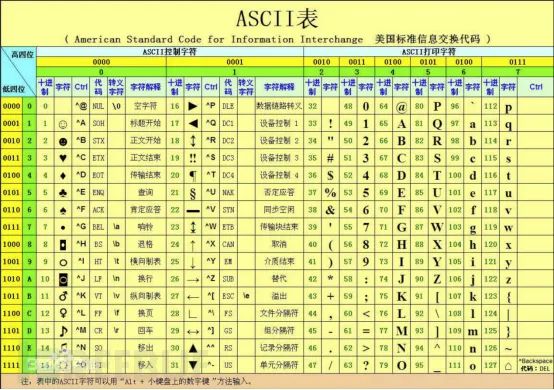 ASCII表
( American Standard Code for Information Interchange 美国标准信息交换代码 )
高四位 ASCII控制字符 ASCII打印字符
0000 0001 0010 0011 0100 0101 0110 0111
0 1 2 3 4 5 6 7
低四位 十进制 字符 Ctrl 代码 转义字符 字符解释 十进制 字符 Ctrl 代码 转义字符 字符解释 十进制 字符 十进制 字符 十进制 字符 十进制 字符 十进制 字符 十进制 字符 Ctrl
0000 0 0 ^@ NUL \0 空字符 16 ► ^P DLE 数据链路转义 32 48 0 64 @ 80 P 96 ` 112 p
0001 1 1 ☺ ^A SOH 标题开始 17 ◄ ^Q DC1 设备控制 1 33 ! 49 1 65 A 81 Q 97 a 113 q
0010 2 2 ☻ ^B STX 正文开始 18 ↕ ^R DC2 设备控制 2 34 " 50 2 66 B 82 R 98 b 114 r
0011 3 3 ♥ ^C ETX 正文结束 19 ‼ ^S DC3 设备控制 3 35 # 51 3 67 C 83 S 99 c 115 s
0100 4 4 ♦ ^D EOT 传输结束 20 ¶ ^T DC4 设备控制 4 36 $ 52 4 68 D 84 T 100 d 116 t
0101 5 5 ♣ ^E ENQ 查询 21 § ^U NAK 否定应答 37 % 53 5 69 E 85 U 101 e 117 u
0110 6 6 ♠ ^F ACK 肯定应答 22 ▬ ^V SYN 同步空闲 38 & 54 6 70 F 86 V 102 f 118 v
0111 7 7 • ^G BEL \a 响铃 23 ↨ ^W ETB 传输块结束 39 ' 55 7 71 G 87 W 103 g 119 w
1000 8 8 ◘ ^H BS \b 退格 24 ↑ ^X CAN 取消 40 ( 56 8 72 H 88 X 104 h 120 x
1001 9 9 ○ ^I HT \t 横向制表 25 ↓ ^Y EM 介质结束 41 ) 57 9 73 I 89 Y 105 i 121 y
1010 A 10 ◙ ^J LF \n 换行 26 → ^Z SUB 替代 42 * 58 : 74 J 90 Z 106 j 122 z
1011 B 11 ♂ ^K VT \v 纵向制表 27 ← ^[ ESC \e 溢出 43 + 59 ; 75 K 91 [ 107 k 123 {
1100 C 12 ♀ ^L FF \f 换页 28 ∟ ^\ FS 文件分隔符 44 , 60 < 76 L 92 \ 108 l 124 |
1101 D 13 ♪ ^M CR \r 回车 29 ↔ ^] GS 组分隔符 45 - 61 = 77 M 93 ] 109 m 125 }
1110 E 14 ♫ ^N SO 移出 30 ▲ ^^ RS 记录分隔符 46 . 62 > 78 N 94 ^ 110 n 126 ~
1111 15 ☼ ^O SI 移入 31 ▼ ^- US 单元分隔符 47 / 63 ? 79 O 95 _ 111 o 127 ⌂ ^Backspace 代码: DEL
注: 表中的ASCII字符可以用"Alt + 小键盘上的数字键"方法输入。